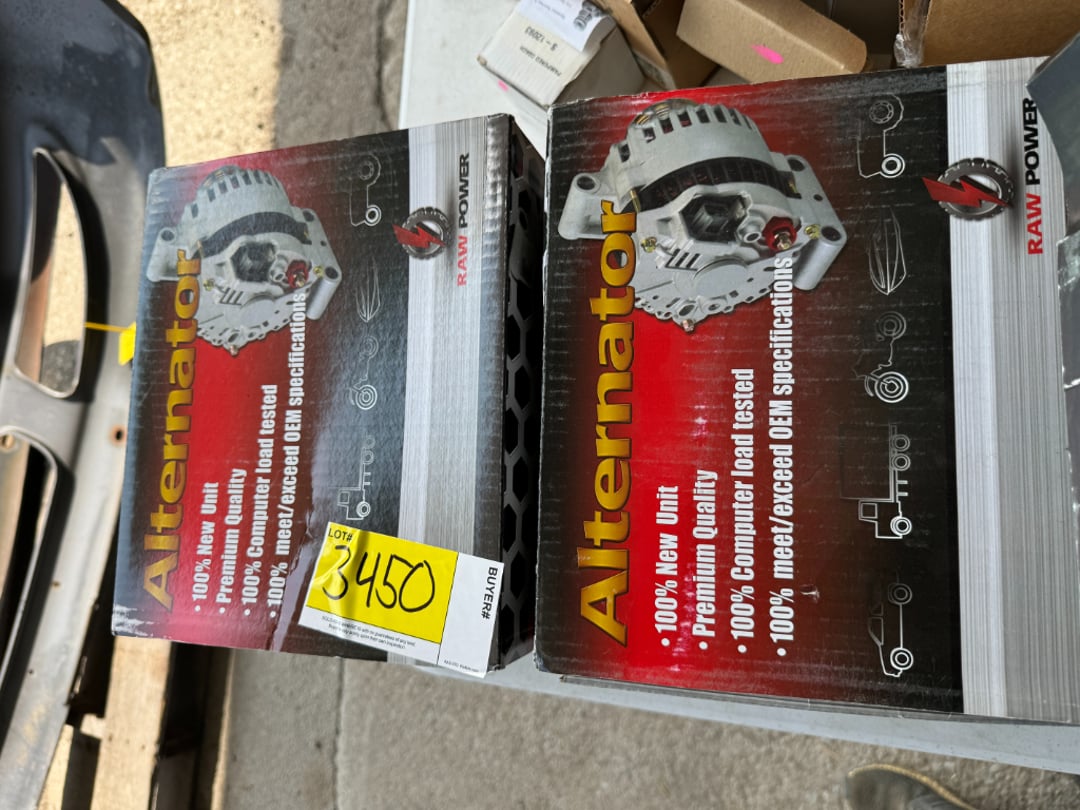 Alternator
• 100% New Unit
• Premium Quality
• 100% Computer load tested
• 100% meet/exceed OEM specifications
RAW POWER
LOT#
3450
BUYER#
Alternator
• 100% New Unit
• Premium Quality
• 100% Computer load tested
• 100% meet/exceed OEM specifications
RAW POWER
S - 12093